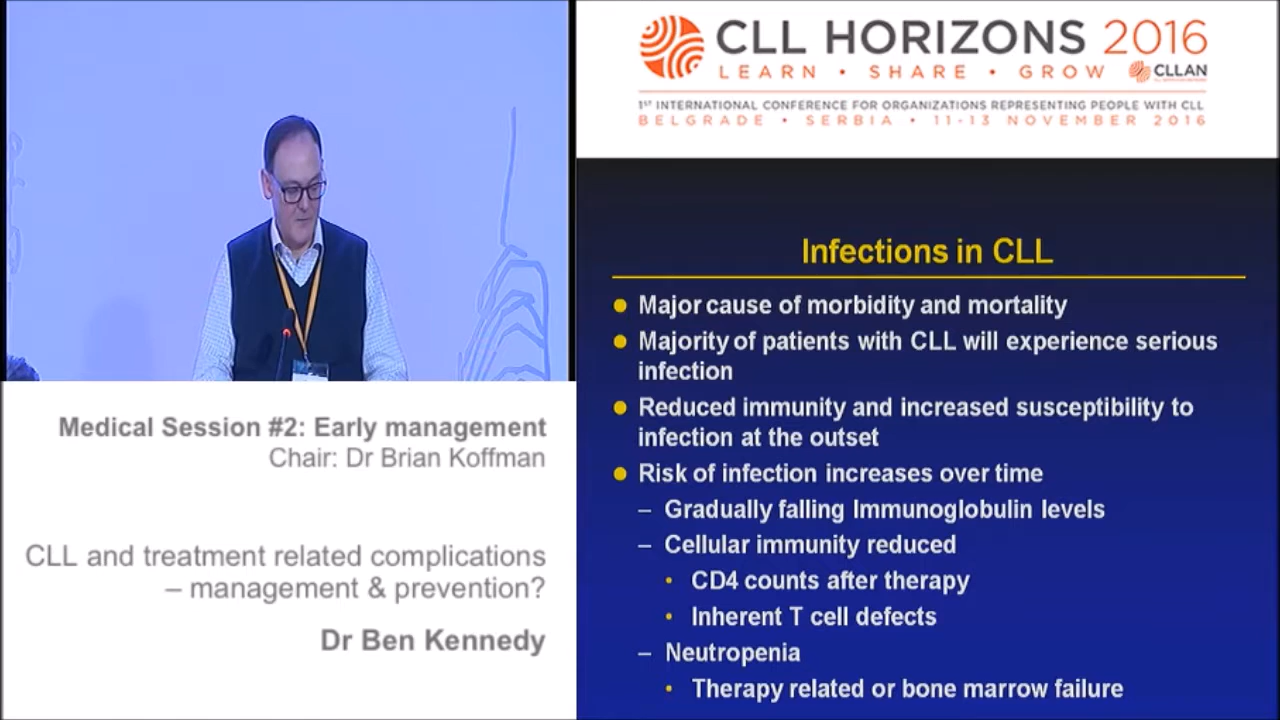 Medical Session #2: Early management
Chair: Dr Brian Koffman
CLL and treatment related complications
– management & prevention?
Dr Ben Kennedy
CLL HORIZONS 2016
LEARN • SHARE • GROW
CLLAN
1ST INTERNATIONAL CONFERENCE FOR ORGANIZATIONS REPRESENTING PEOPLE WITH CLL
BELGRADE • SERBIA • 11-13 NOVEMBER 2016
Infections in CLL
● Major cause of morbidity and mortality
● Majority of patients with CLL will experience serious
infection
● Reduced immunity and increased susceptibility to
infection at the outset
● Risk of infection increases over time
– Gradually falling Immunoglobulin levels
– Cellular immunity reduced
• CD4 counts after therapy
• Inherent T cell defects
– Neutropenia
• Therapy related or bone marrow failure